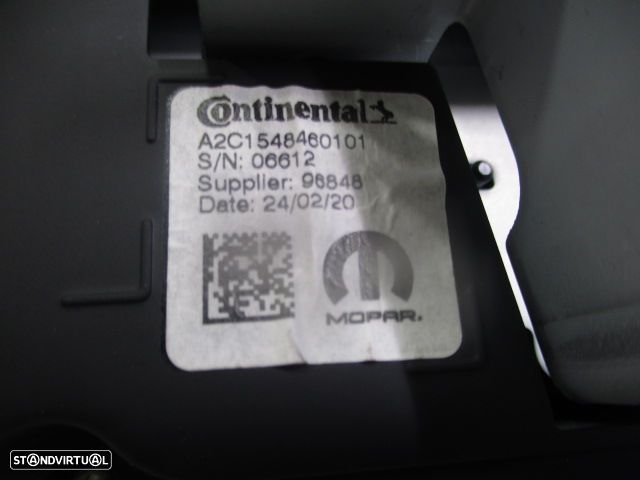 Continental
A2C1548460101
S/N: 06612
Supplier: 96848
Date: 24/02/20
MOPAR.
STANDVIRTUAL